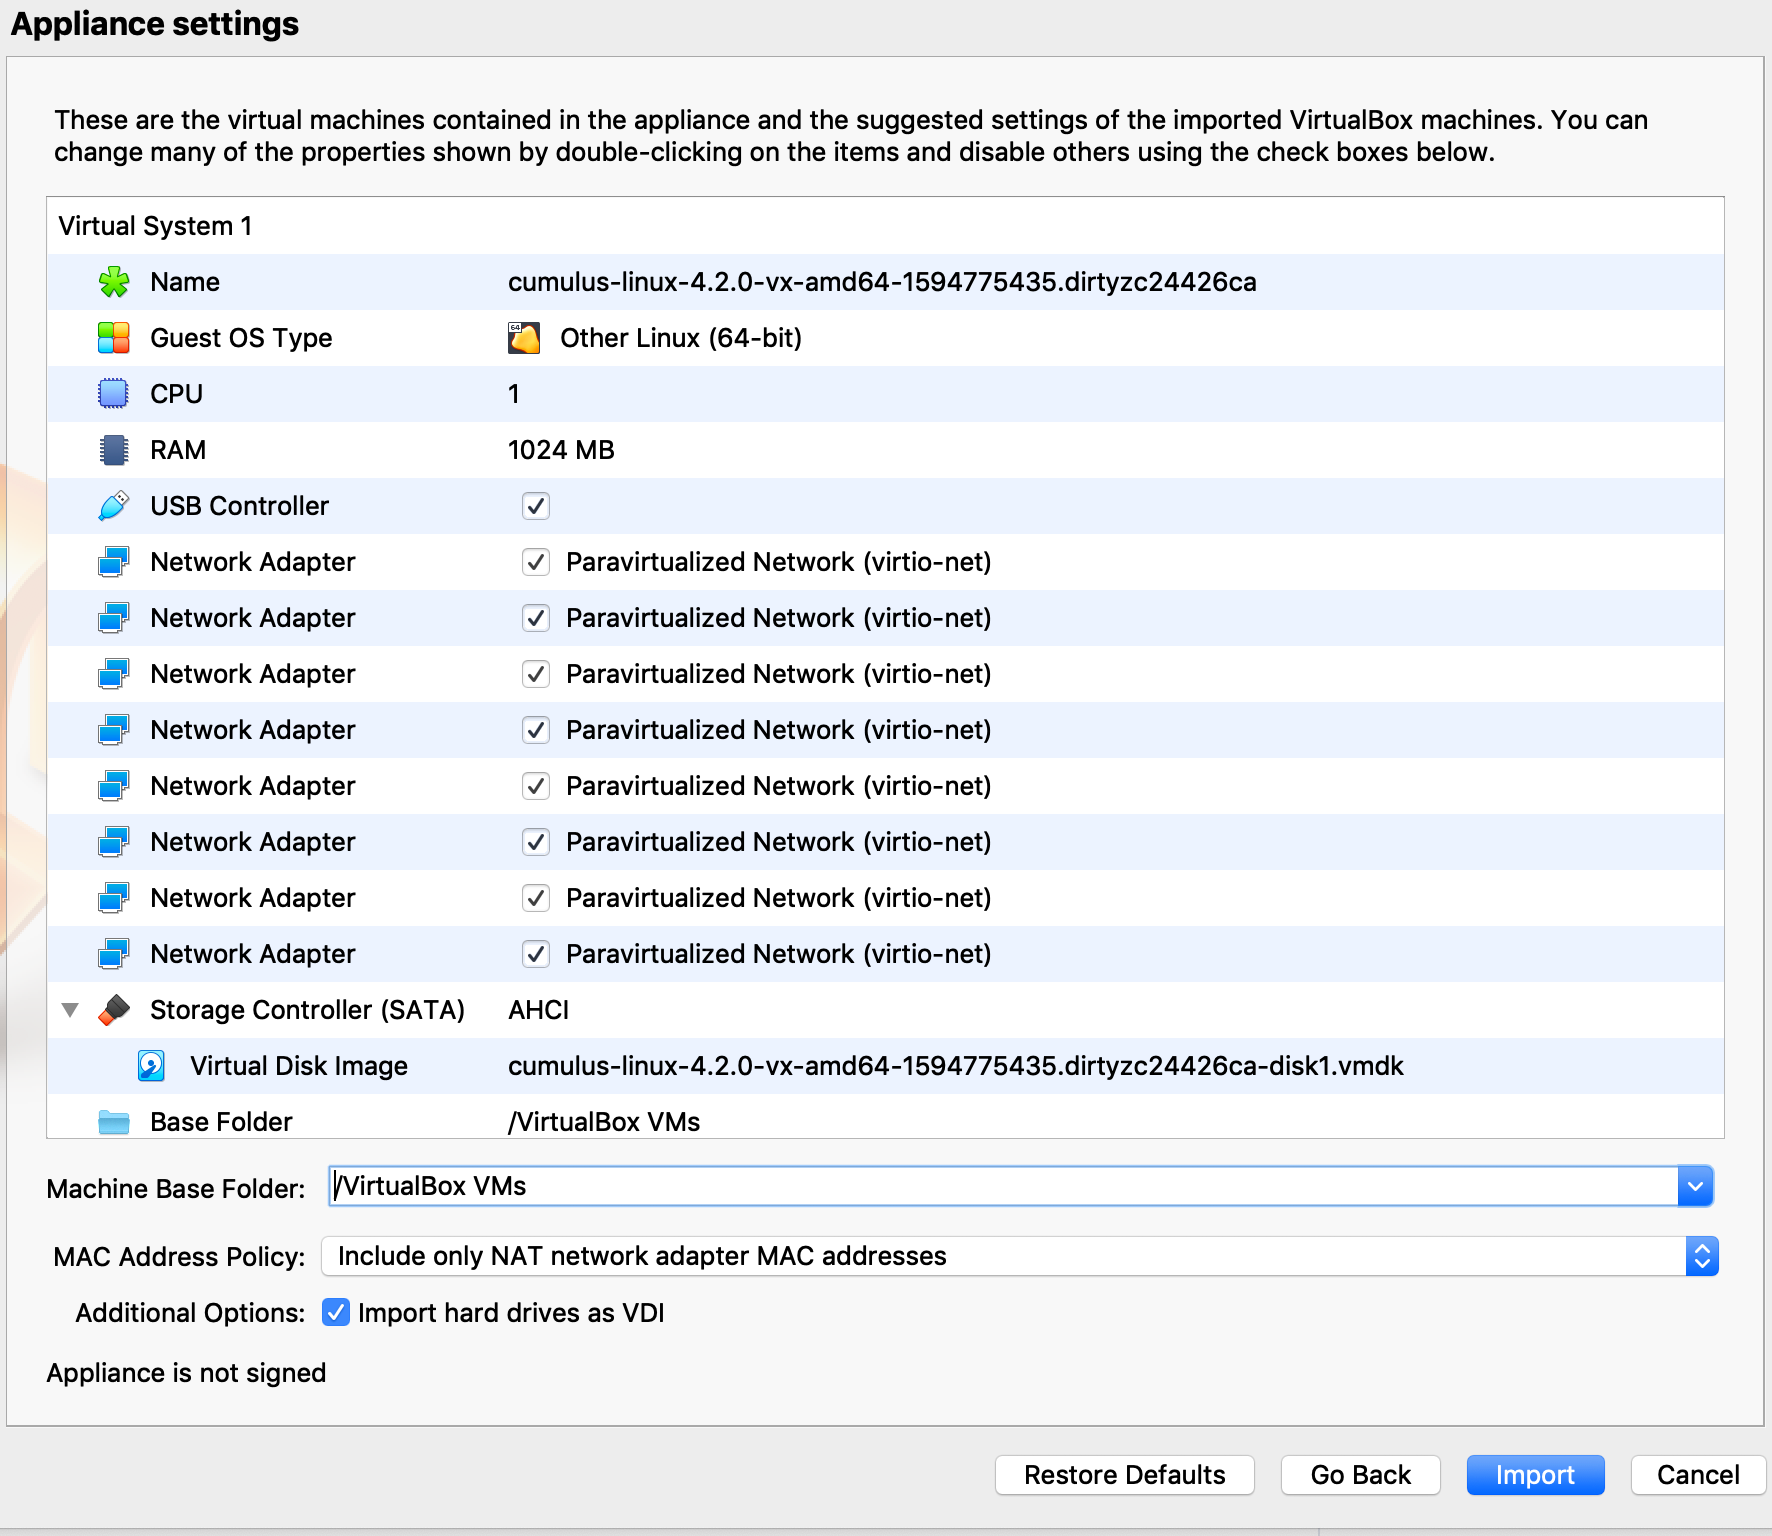 Appliance settings
These are the virtual machines contained in the appliance and the suggested settings of the imported VirtualBox machines. You can
change many of the properties shown by double-clicking on the items and disable others using the check boxes below.
Virtual System 1
Name cumulus-linux-4.2.0-vx-amd64-1594775435.dirtyzc24426ca
Guest OS Type 64 Other Linux (64-bit)
CPU 1
RAM 1024 MB
USB Controller
Network Adapter Paravirtualized Network (virtio-net)
Network Adapter Paravirtualized Network (virtio-net)
Network Adapter Paravirtualized Network (virtio-net)
Network Adapter Paravirtualized Network (virtio-net)
Network Adapter Paravirtualized Network (virtio-net)
Network Adapter Paravirtualized Network (virtio-net)
Network Adapter Paravirtualized Network (virtio-net)
Network Adapter Paravirtualized Network (virtio-net)
Storage Controller (SATA) AHCI
Virtual Disk Image cumulus-linux-4.2.0-vx-amd64-1594775435.dirtyzc24426ca-disk1.vmdk
Base Folder /VirtualBox VMs
Machine Base Folder: /VirtualBox VMs
MAC Address Policy: Include only NAT network adapter MAC addresses
Additional Options: Import hard drives as VDI
Appliance is not signed
Restore Defaults Go Back Import Cancel